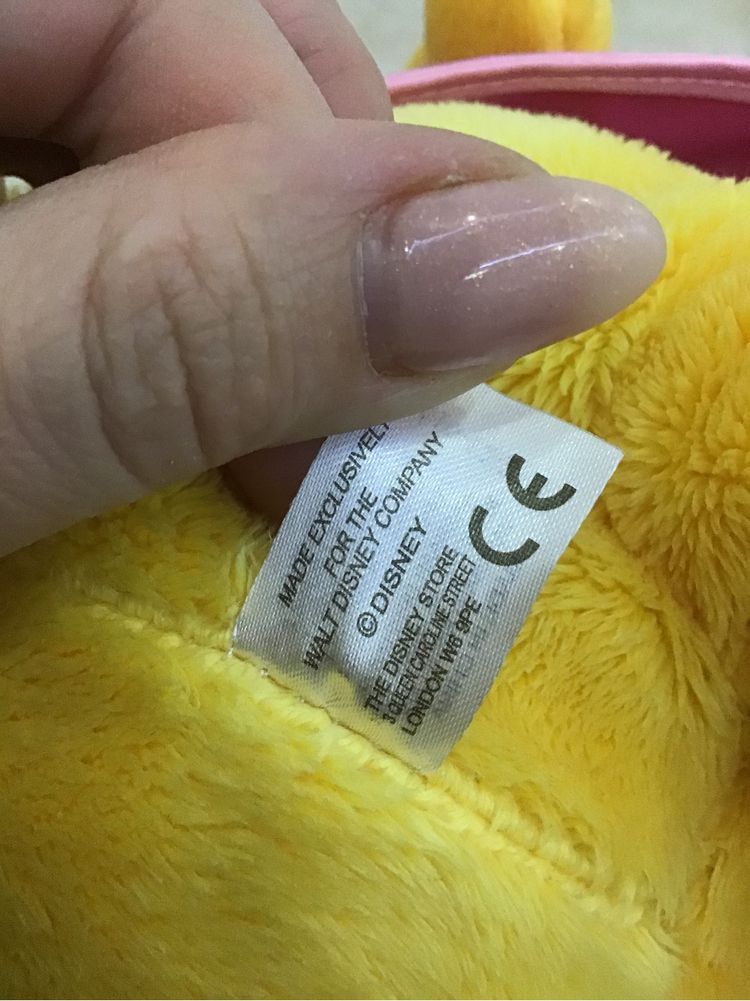 MADE EXCLUSIVELY
FOR THE
WALT DISNEY COMPANY
© DISNEY
THE DISNEY STORE
3 QUEEN CAROLINE STREET
LONDON W6 9PE
CE